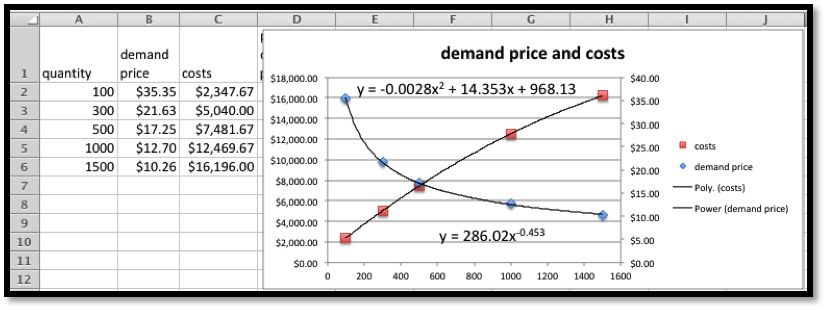 A B C D E F G H I J
1 quantity demand price costs
2 100 $35.35 $2,347.67
3 300 $21.63 $5,040.00
4 500 $17.25 $7,481.67
5 1000 $12.70 $12,469.67
6 1500 $10.26 $16,196.00
7
8
9
10
11
12
demand price and costs
y = -0.0028x² + 14.353x + 968.13
y = 286.02x^-0.453
$18,000.00
$16,000.00
$14,000.00
$12,000.00
$10,000.00
$8,000.00
$6,000.00
$4,000.00
$2,000.00
$0.00
0 200 400 600 800 1000 1200 1400 1600
$40.00
$35.00
$30.00
$25.00
$20.00
$15.00
$10.00
$5.00
$0.00
costs
demand price
Poly. (costs)
Power (demand price)